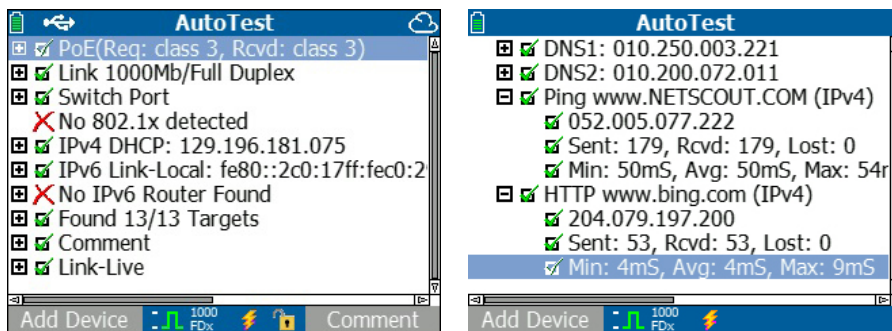 AutoTest
PoE(Req: class 3, Rcvd: class 3)
Link 1000Mb/Full Duplex
Switch Port
No 802.1x detected
IPv4 DHCP: 129.196.181.075
IPv6 Link-Local: fe80::2c0:17ff:fec0:2
No IPv6 Router Found
Found 13/13 Targets
Comment
Link-Live
Add Device
1000
FDx
Comment
AutoTest
DNS1: 010.250.003.221
DNS2: 010.200.072.011
Ping www.NETSCOUT.COM (IPv4)
052.005.077.222
Sent: 179, Rcvd: 179, Lost: 0
Min: 50mS, Avg: 50mS, Max: 54
HTTP www.bing.com (IPv4)
204.079.197.200
Sent: 53, Rcvd: 53, Lost: 0
Min: 4mS, Avg: 4mS, Max: 9mS
Add Device
1000
FDx